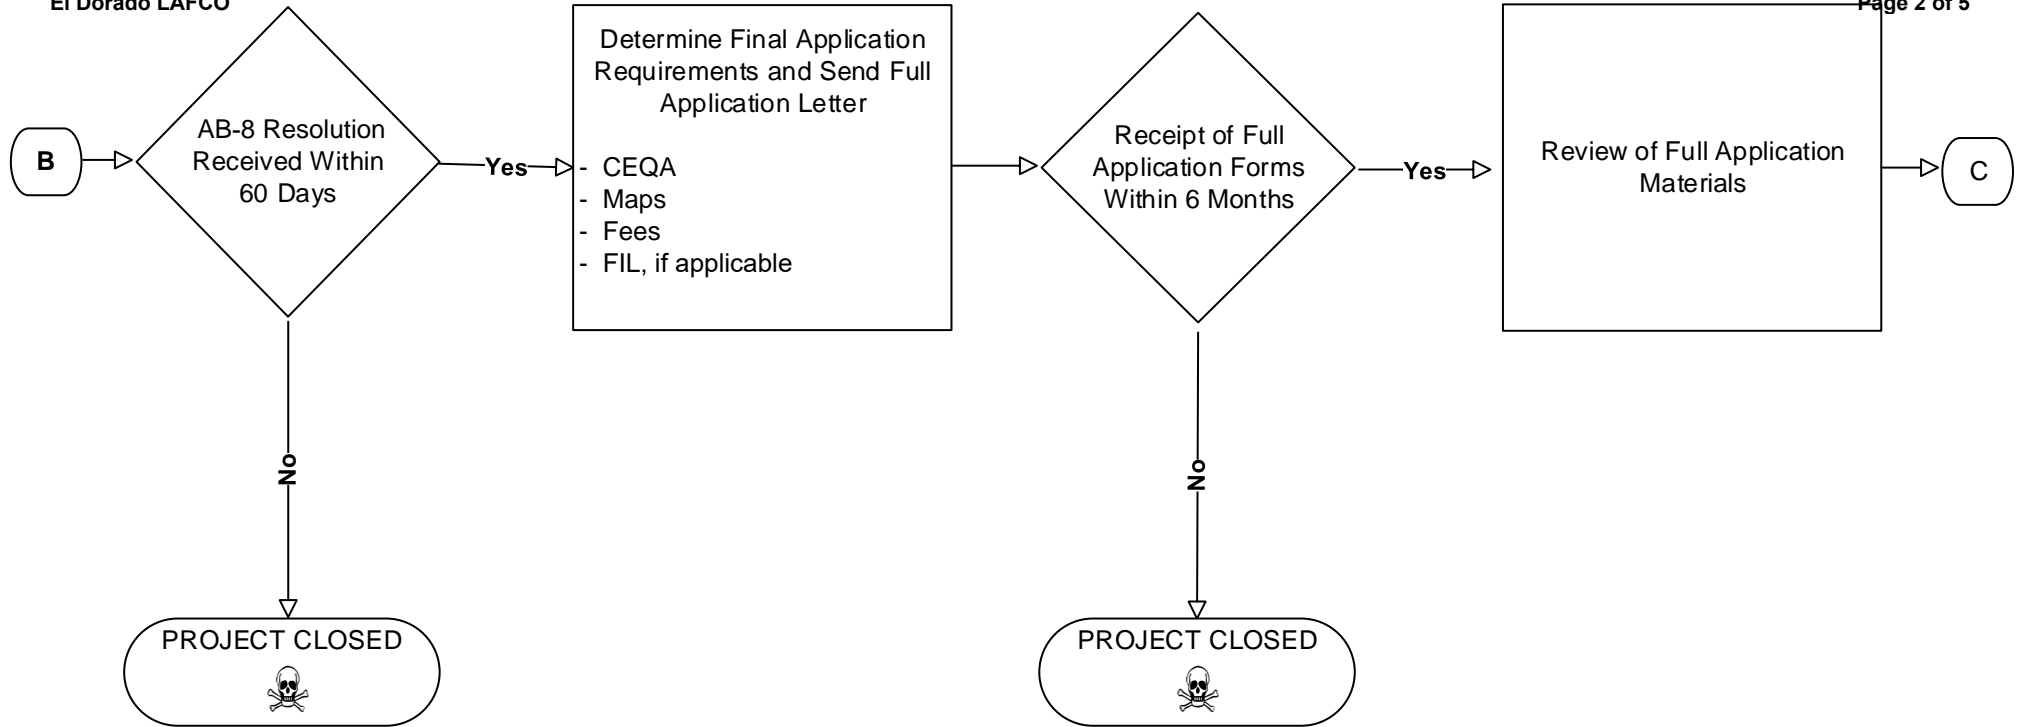 El Dorado LAFCO
Page 2 of 5
B
AB-8 Resolution
Received Within
60 Days
Yes
Determine Final Application
Requirements and Send Full
Application Letter
- CEQA
- Maps
- Fees
- FIL, if applicable
Receipt of Full
Application Forms
Within 6 Months
Yes
Review of Full Application
Materials
C
No
No
PROJECT CLOSED
PROJECT CLOSED